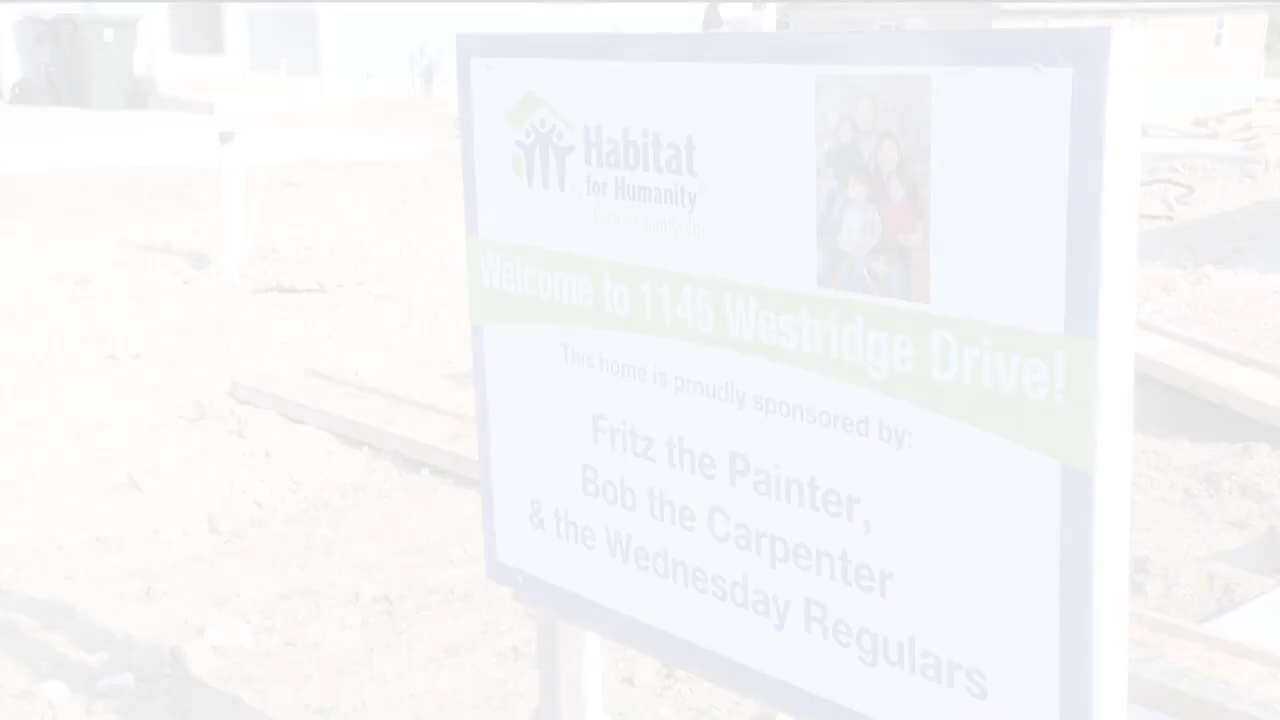 Habitat
for Humanity®
Welcome to 1145 Westridge Drive!
This home is proudly sponsored by:
Fritz the Painter,
Bob the Carpenter
& the Wednesday Regulars